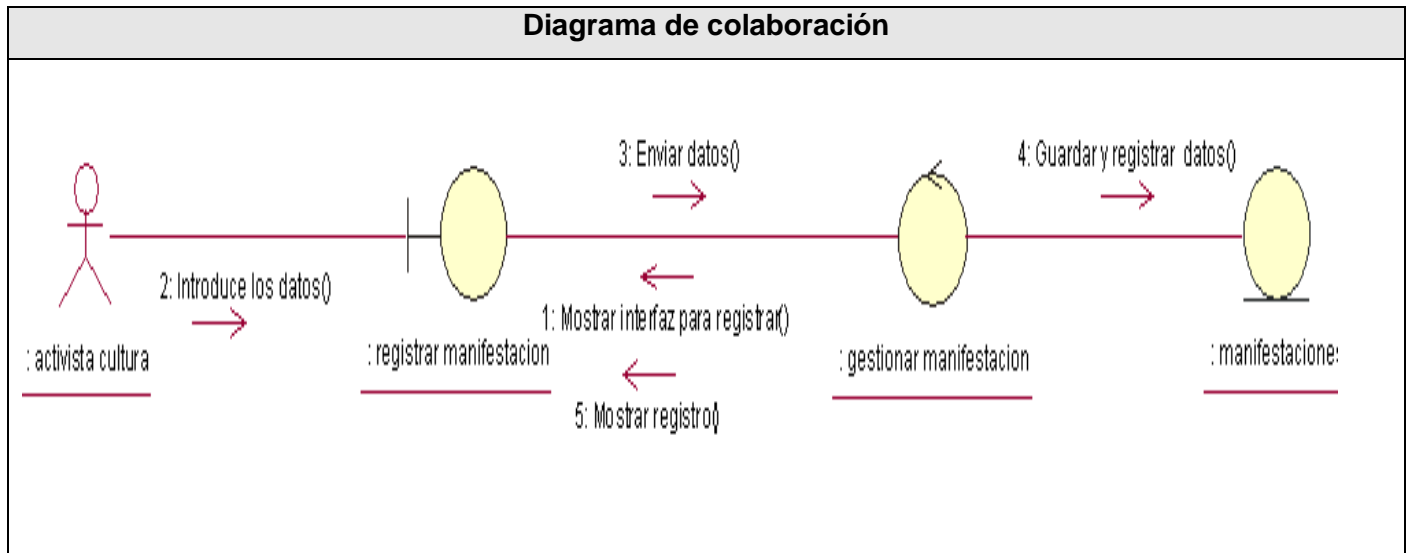 Diagrama de colaboración
3: Enviar datos()
4: Guardar y registrar datos()
2: Introduce los datos()
1: Mostrar interfaz para registrar()
: activista cultura
: registrar manifestacion
: gestionar manifestacion
: manifestaciones
5: Mostrar registro()